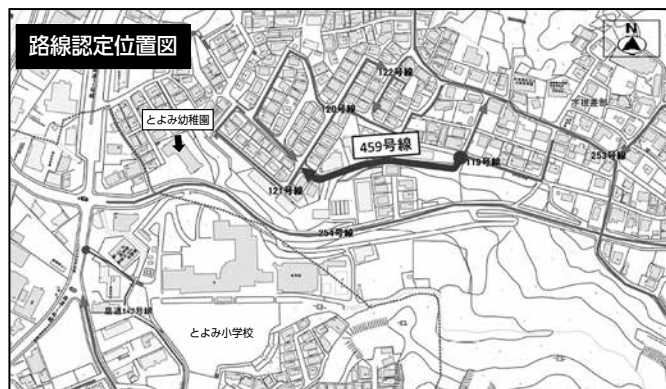 路線認定位置図
N
122号線
120号線
とよみ幼稚園
459号線
253号線
119号線
121号線
254号線
とよみ小学校